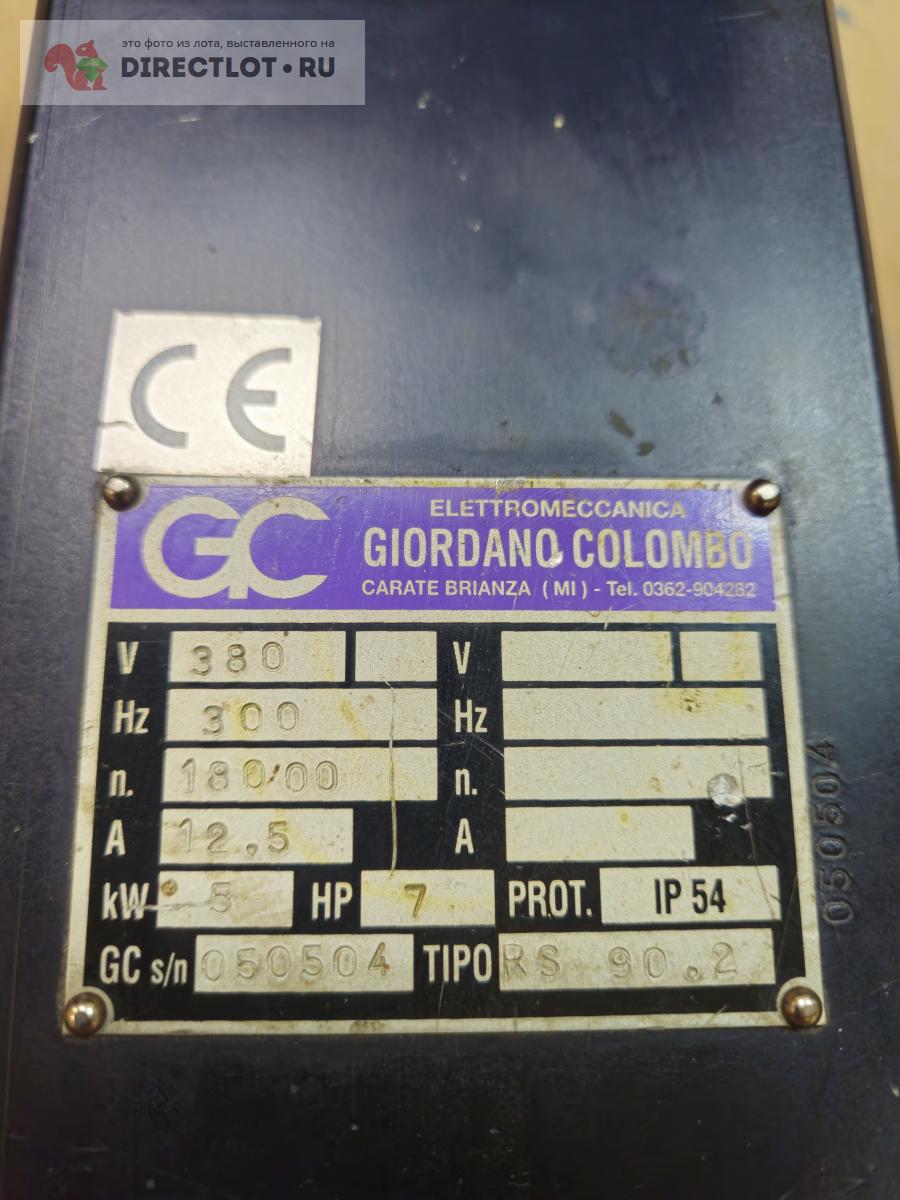 это фото из лота, выставленного на
DIRECTLOT•RU
CE
GC
ELETTROMECCANICA
GIORDANO COLOMBO
CARATE BRIANZA (MI) - Tel. 0362-904282
V 380 V
Hz 300 Hz
n. 18000 n.
A 12.5 A
kW 5 HP 7 PROT. IP 54
GC s/n 050504 TIPO RS 90.2
050504